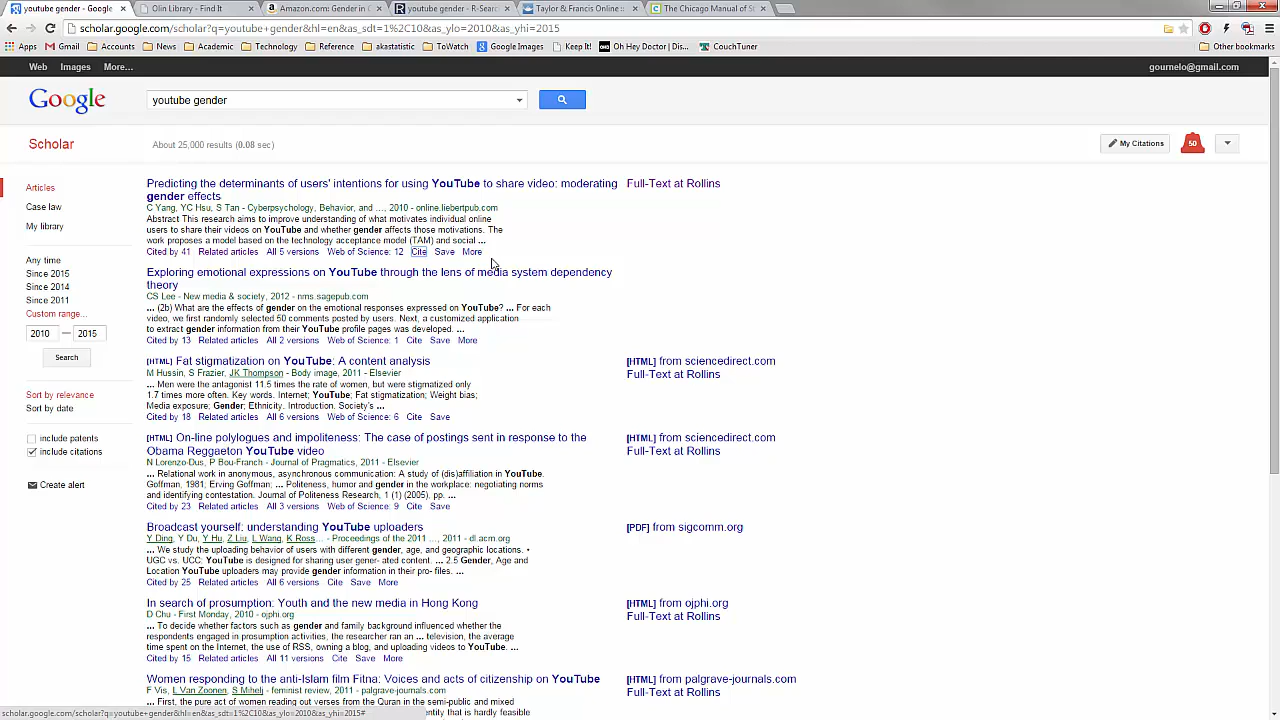 youtube gender - Google
Olin Library - Find It
Amazon.com: Gender in C
youtube gender - R-Sear
Taylor & Francis Online ::
The Chicago Manual of St
scholar.google.com/scholar?q=youtube+gender&hl=en&as_sdt=1%2C10&as_ylo=2010&as_yhi=2015
Apps Gmail Accounts News Academic Technology Reference akastistic ToWatch Google Images Keep It! Oh Hey Doctor | Dis... CouchTuner Other bookmarks
Web Images More... gournelo@gmail.com
Google youtube gender
Scholar About 25,000 results (0.08 sec) My Citations 50
Articles
Case law
My library
Any time
Since 2015
Since 2014
Since 2011
Custom range...
2010 — 2015
Search
Sort by relevance
Sort by date
include patents
include citations
Create alert
Predicting the determinants of users' intentions for using YouTube to share video: moderating
gender effects
Full-Text at Rollins
C Yang, YC Hsu, S Tan - Cyberpsychology, Behavior, and ..., 2010 - online.liebertpub.com
Abstract This research aims to improve understanding of what motivates individual online
users to share their videos on YouTube and whether gender affects those motivations. The
work proposes a model based on the technology acceptance model (TAM) and social ...
Cited by 41 Related articles All 5 versions Web of Science: 12 Cite Save More
Exploring emotional expressions on YouTube through the lens of media system dependency
theory
CS Lee - New media & society, 2012 - nms.sagepub.com
... (2b) What are the effects of gender on the emotional responses expressed on YouTube? ... For each
video, we first randomly selected 50 comments posted by users. Next, a customized application
to extract gender information from their YouTube profile pages was developed. ...
Cited by 13 Related articles All 2 versions Web of Science: 1 Cite Save More
[HTML] Fat stigmatization on YouTube: A content analysis
[HTML] from sciencedirect.com
Full-Text at Rollins
M Hussin, S Frazier, JK Thompson - Body image, 2011 - Elsevier
... Men were the antagonist 11.5 times the rate of women, but were stigmatized only
1.7 times more often. Key words. Internet; YouTube; Fat stigmatization; Weight bias;
Media exposure; Gender; Ethnicity. Introduction. Society's ...
Cited by 18 Related articles All 6 versions Web of Science: 6 Cite Save
[HTML] On-line polylogues and impoliteness: The case of postings sent in response to the
Obama Reggaeton YouTube video
[HTML] from sciencedirect.com
Full-Text at Rollins
N Lorenzo-Dus, P Bou-Franch - Journal of Pragmatics, 2011 - Elsevier
... Relational work in anonymous, asynchronous communication: A study of (dis)affiliation in YouTube.
Goffman, 1981; Erving Goffman; ... Politeness, humor and gender in the workplace: negotiating norms
and identifying contestation. Journal of Politeness Research, 1 (1) (2005), pp. ...
Cited by 23 Related articles All 3 versions Web of Science: 9 Cite Save
Broadcast yourself: understanding YouTube uploaders
[PDF] from sigcomm.org
Y Ding, Y Du, Y Hu, Z Liu, L Wang, K Ross... - Proceedings of the 2011 ..., 2011 - dl.acm.org
... We study the uploading behavior of users with different gender, age, and geographic locations. •
UGC vs. UCC. YouTube is designed for sharing user gener- ated content. ... 2.5 Gender, Age and
Location YouTube uploaders may provide gender information in their pro- files. ...
Cited by 25 Related articles All 6 versions Cite Save More
In search of prosumption: Youth and the new media in Hong Kong
[HTML] from ojphi.org
Full-Text at Rollins
D Chu - First Monday, 2010 - ojphi.org
... To decide whether factors such as gender and family background influenced whether the
respondents engaged in prosumption activities, the researcher ran an ... television, the average
time spent on the Internet, the use of RSS, owning a blog, and uploading videos to YouTube. ...
Cited by 15 Related articles All 11 versions Cite Save More
Women responding to the anti-Islam film Fitna: Voices and acts of citizenship on YouTube
[HTML] from palgrave-journals.com
Full-Text at Rollins
F Vis, L Van Zoonen, S Mihelj - feminist review, 2011 - palgrave-journals.com
... First, the pure act of women reading out verses from the Quran in the semi-public and mixed
entity that is hardly feasible
scholar.google.com/scholar?q=youtube+gender&hl=en&as_sdt=1%2C10&as_ylo=2010&as_yhi=2015#